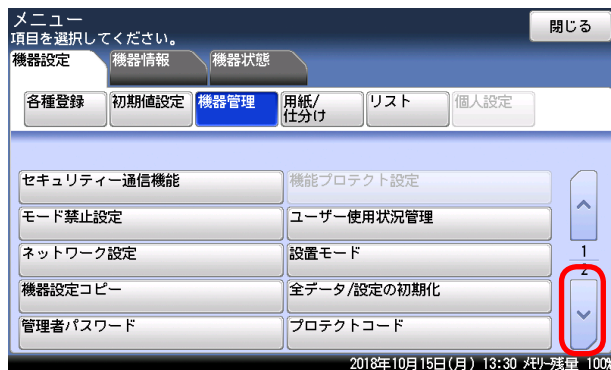 メニュー
閉じる
項目を選択してください。
機器設定
機器情報
機器状態
各種登録
初期値設定
機器管理
用紙/
仕分け
リスト
個人設定
セキュリティー通信機能
機能プロテクト設定
モード禁止設定
ユーザー使用状況管理
ネットワーク設定
設置モード
1
2
機器設定コピー
全データ/設定の初期化
管理者パスワード
プロテクトコード
2018年10月15日(月) 13:30 メモリー残量 100%